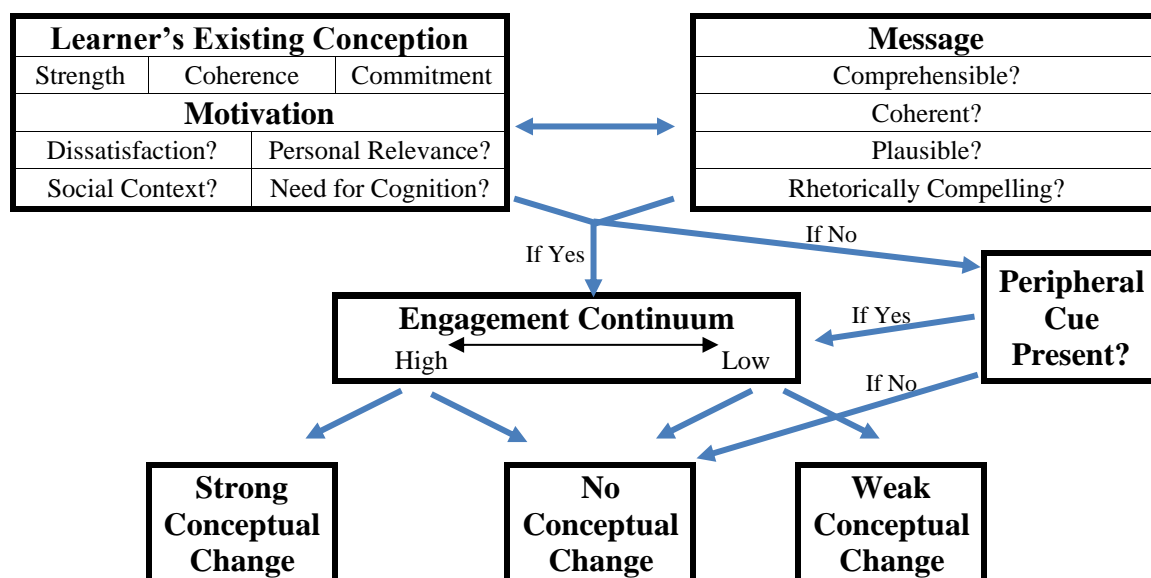 Learner’s Existing Conception
Strength Coherence Commitment
Motivation
Dissatisfaction? Personal Relevance?
Social Context? Need for Cognition?
Message
Comprehensible?
Coherent?
Plausible?
Rhetorically Compelling?
If Yes
If No
Peripheral
Cue
Present?
Engagement Continuum
High Low
If Yes
If No
Strong
Conceptual
Change
No
Conceptual
Change
Weak
Conceptual
Change